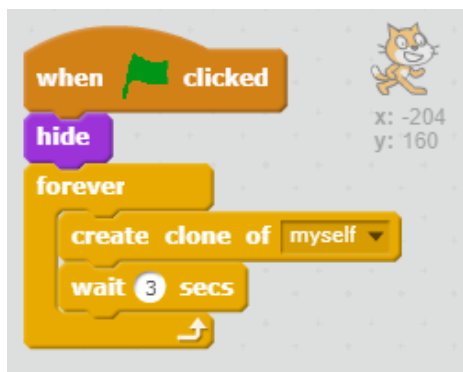 when clicked
x: -204
y: 160
hide
forever
create clone of myself
wait 3 secs